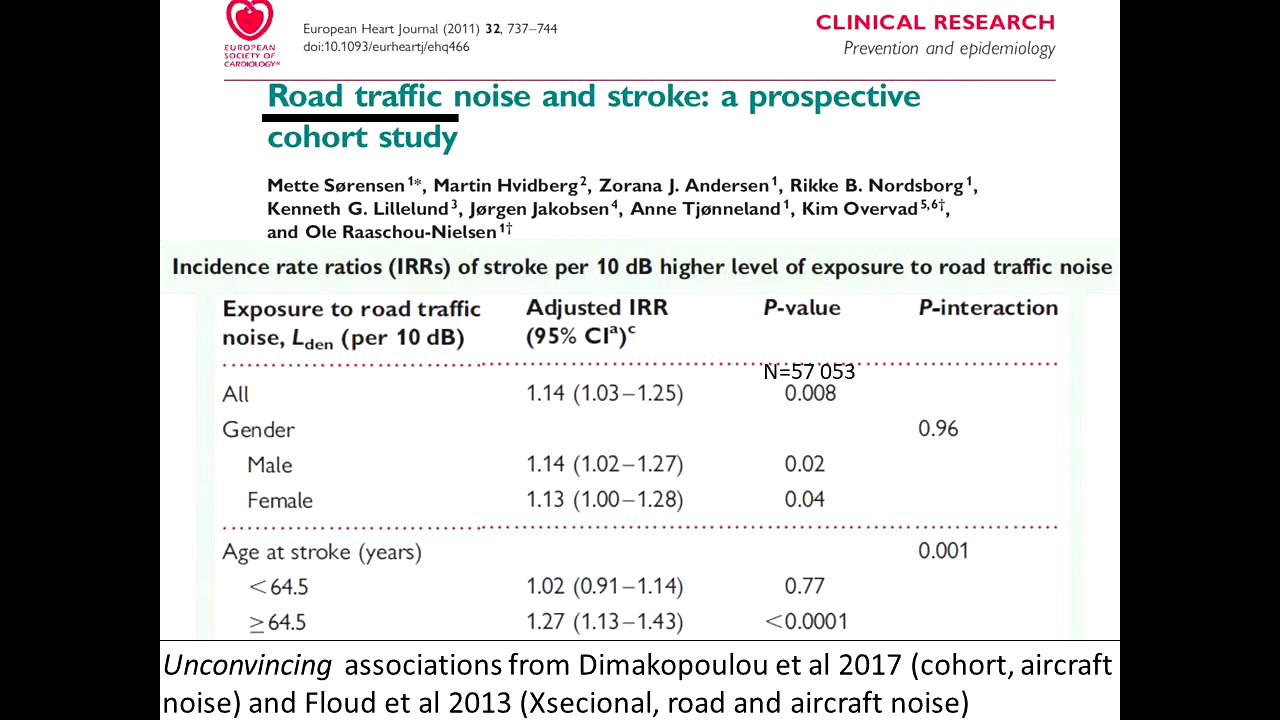 European Heart Journal (2011) 32, 737–744
doi:10.1093/eurheartj/ehq466
EUROPEAN
SOCIETY OF
CARDIOLOGY®
CLINICAL RESEARCH
Prevention and epidemiology
Road traffic noise and stroke: a prospective
cohort study
Mette Sørensen1*, Martin Hvidberg2, Zorana J. Andersen1, Rikke B. Nordsborg1,
Kenneth G. Lillelund3, Jørgen Jakobsen4, Anne Tjønneland1, Kim Overvad5,6†,
and Ole Raaschou-Nielsen1†
Incidence rate ratios (IRRs) of stroke per 10 dB higher level of exposure to road traffic noise
Exposure to road traffic
noise, Lden (per 10 dB)
Adjusted IRR
(95% CIa)c
P-value
P-interaction
N=57 053
All 1.14 (1.03–1.25) 0.008
Gender 0.96
Male 1.14 (1.02–1.27) 0.02
Female 1.13 (1.00–1.28) 0.04
Age at stroke (years) 0.001
<64.5 1.02 (0.91–1.14) 0.77
≥64.5 1.27 (1.13–1.43) <0.0001
Unconvincing associations from Dimakopoulou et al 2017 (cohort, aircraft
noise) and Floud et al 2013 (Xsecional, road and aircraft noise)